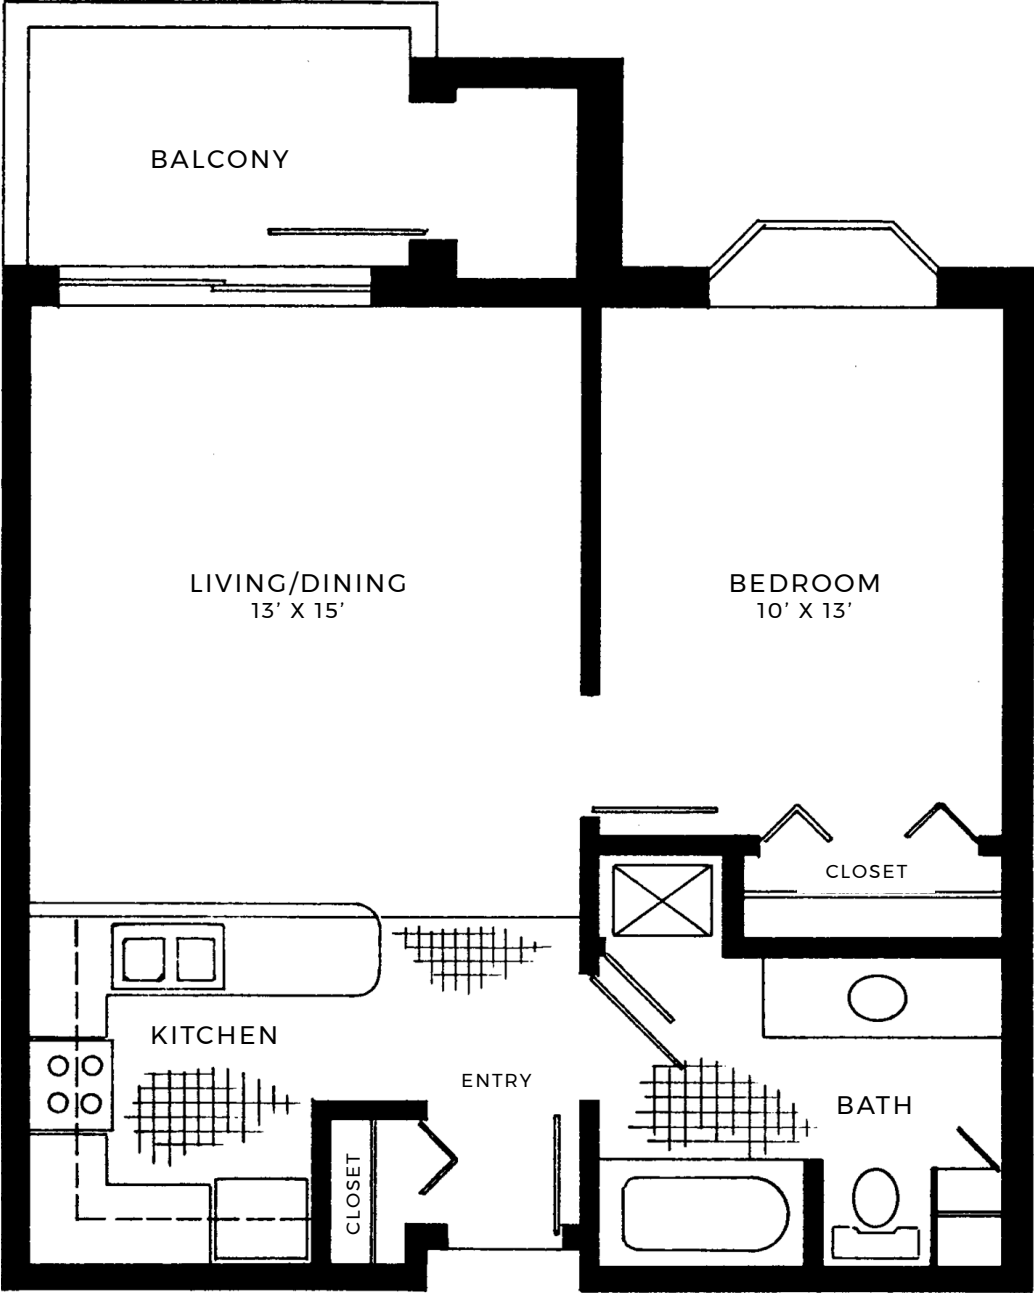 BALCONY
LIVING/DINING
13’ X 15’
BEDROOM
10’ X 13’
CLOSET
KITCHEN
ENTRY
BATH
CLOSET